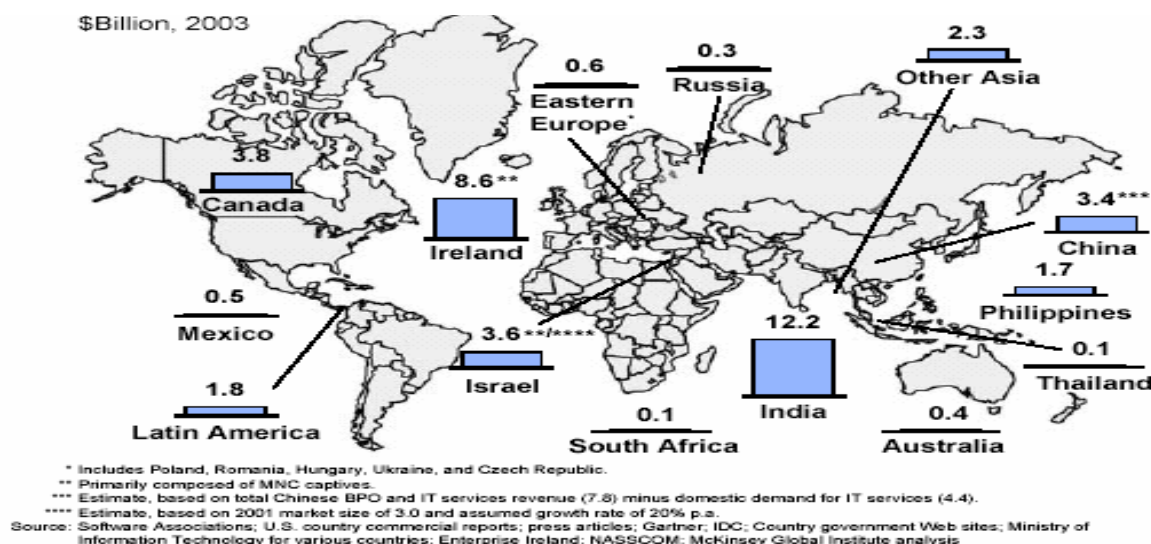 $Billion, 2003
2.3
Other Asia
0.3
Russia
0.6
Eastern
Europe*
3.8
Canada
8.6**
Ireland
3.4***
China
1.7
Philippines
0.5
Mexico
3.6 **/****
Israel
12.2
India
0.1
Thailand
1.8
Latin America
0.1
South Africa
0.4
Australia
* Includes Poland, Romania, Hungary, Ukraine, and Czech Republic.
** Primarily composed of MNC captives.
*** Estimate, based on total Chinese BPO and IT services revenue (7.8) minus domestic demand for IT services (4.4).
**** Estimate, based on 2001 market size of 3.0 and assumed growth rate of 20% p.a.
Source: Software Associations; U.S. country commercial reports; press articles; Gartner; IDC; Country government Web sites; Ministry of
Information Technology for various countries; Enterprise Ireland; NASSCOM; McKinsey Global Institute analysis